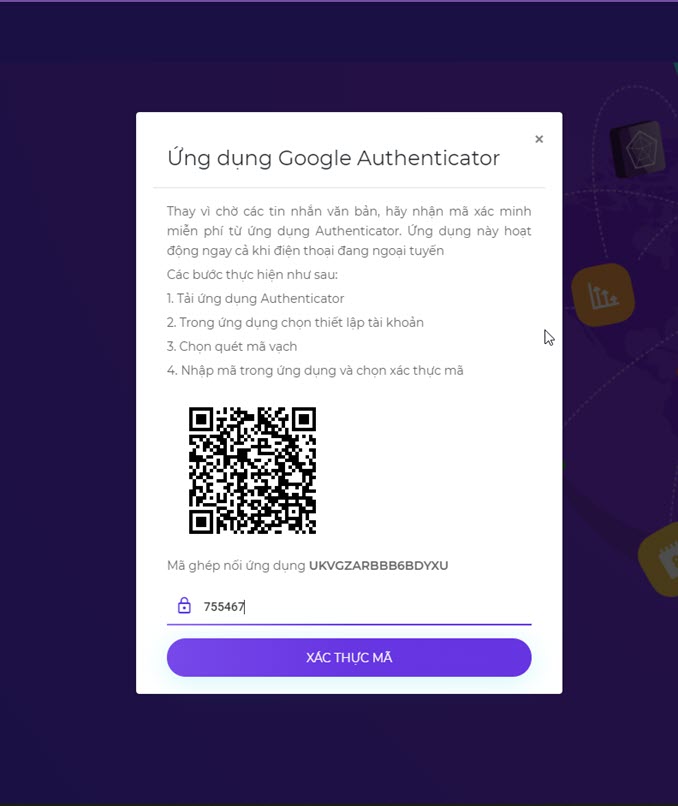 ×
Ứng dụng Google Authenticator
Thay vì chờ các tin nhắn văn bản, hãy nhận mã xác minh
miễn phí từ ứng dụng Authenticator. Ứng dụng này hoạt
động ngay cả khi điện thoại đang ngoại tuyến
Các bước thực hiện như sau:
1. Tải ứng dụng Authenticator
2. Trong ứng dụng chọn thiết lập tài khoản
3. Chọn quét mã vạch
4. Nhập mã trong ứng dụng và chọn xác thực mã
Mã ghép nối ứng dụng UKVGZARBBB6BDYXU
755467
XÁC THỰC MÃ